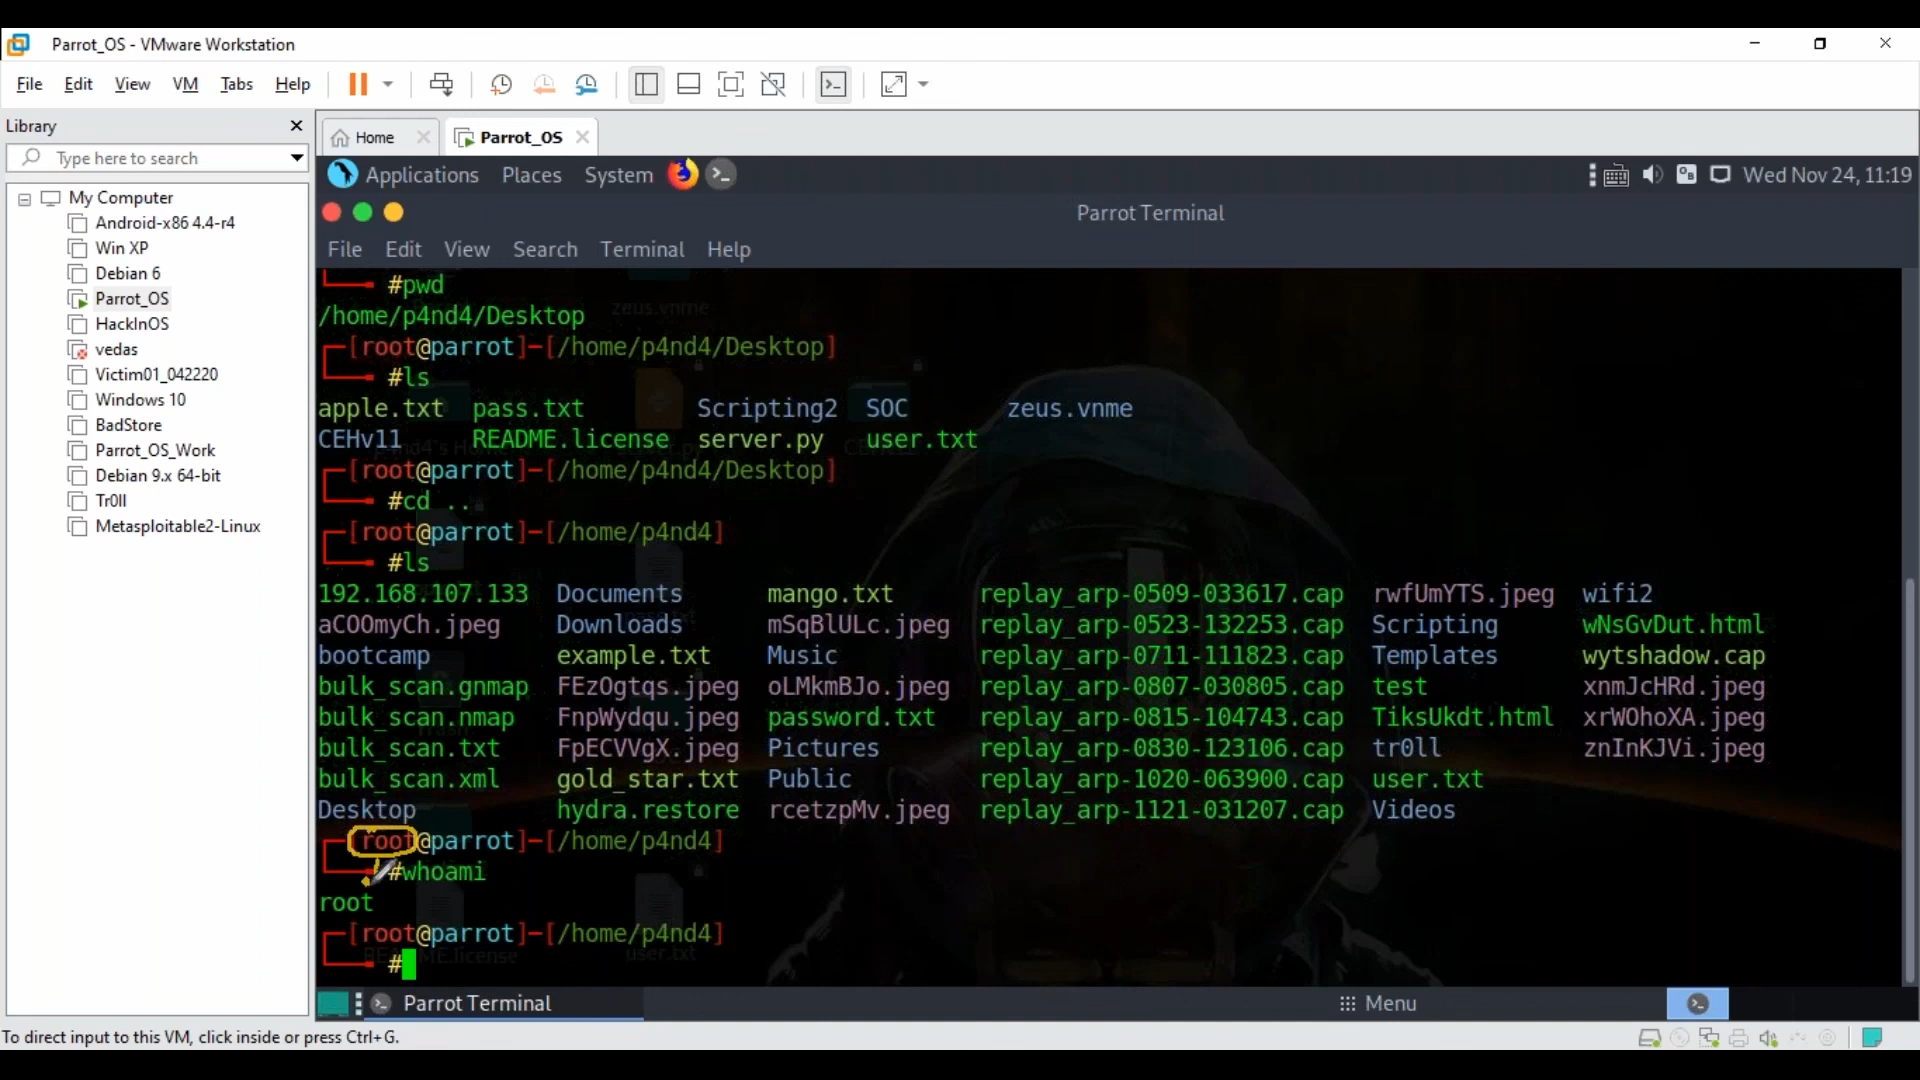 Parrot_OS - VMware Workstation
File Edit View VM Tabs Help
Library
Type here to search
My Computer
Android-x86 4.4-r4
Win XP
Debian 6
Parrot_OS
HackInOS
vedas
Victim01_042220
Windows 10
BadStore
Parrot_OS_Work
Debian 9.x 64-bit
Tr0ll
Metasploitable2-Linux
Home Parrot_OS
Applications Places System Wed Nov 24, 11:19
Parrot Terminal
File Edit View Search Terminal Help
#pwd
/home/p4nd4/Desktop
[root@parrot]-[/home/p4nd4/Desktop]
#ls
apple.txt pass.txt Scripting2 SOC zeus.vnme
CEHv11 README.license server.py user.txt
[root@parrot]-[/home/p4nd4/Desktop]
#cd ..
[root@parrot]-[/home/p4nd4]
#ls
192.168.107.133 Documents mango.txt replay_arp-0509-033617.cap rwfUmYTS.jpeg wifi2
aCOOmyCh.jpeg Downloads mSqBlULc.jpeg replay_arp-0523-132253.cap Scripting wNsGvDut.html
bootcamp example.txt Music replay_arp-0711-111823.cap Templates wytshadow.cap
bulk_scan.gnmap FEzOgtqs.jpeg oLMkmBJo.jpeg replay_arp-0807-030805.cap test xnmJcHRd.jpeg
bulk_scan.nmap FnpWydqu.jpeg password.txt replay_arp-0815-104743.cap TiksUkdt.html xrWOhoXA.jpeg
bulk_scan.txt FpECVVgX.jpeg Pictures replay_arp-0830-123106.cap tr0ll znInKJVi.jpeg
bulk_scan.xml gold_star.txt Public replay_arp-1020-063900.cap user.txt
Desktop hydra.restore rcetzpMv.jpeg replay_arp-1121-031207.cap Videos
[root@parrot]-[/home/p4nd4]
#whoami
root
[root@parrot]-[/home/p4nd4]
#
Parrot Terminal Menu
To direct input to this VM, click inside or press Ctrl+G.